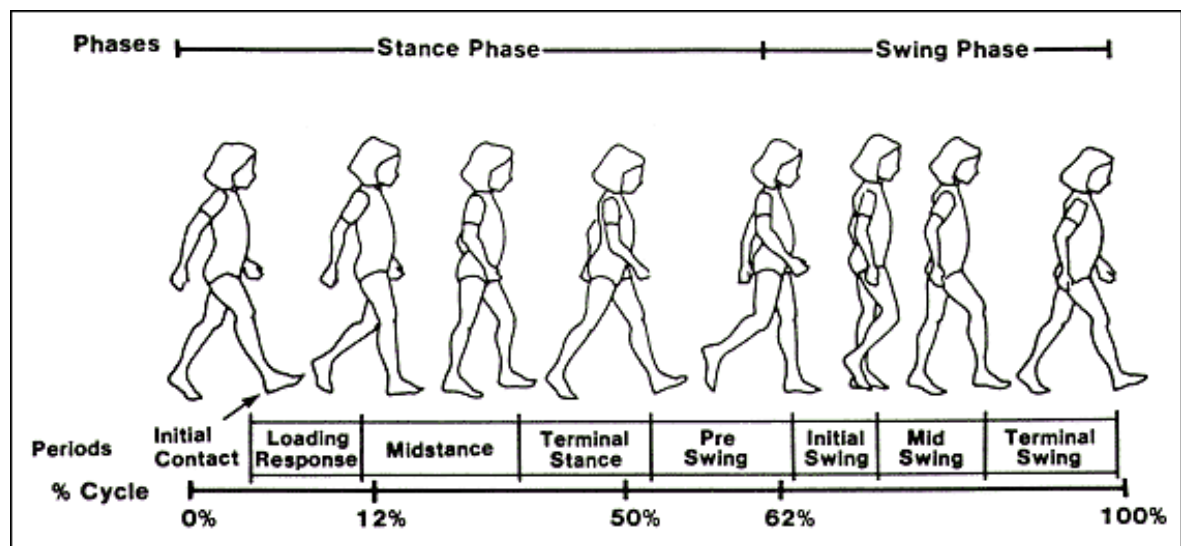 Phases Stance Phase Swing Phase
Initial Contact
Periods
Loading Response
Midstance
Terminal Stance
Pre Swing
Initial Swing
Mid Swing
Terminal Swing
% Cycle
0% 12% 50% 62% 100%